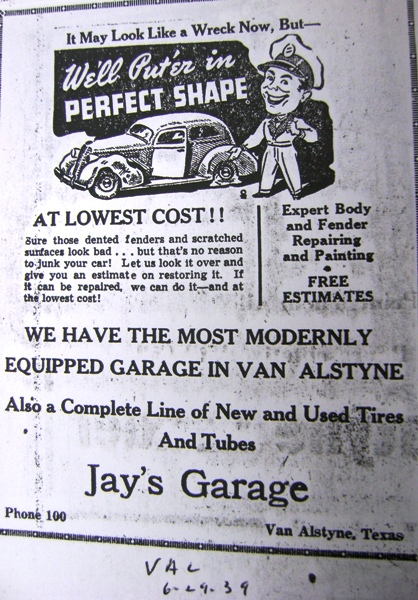 It May Look Like a Wreck Now, But—
We'll Put'er in
PERFECT SHAPE
AT LOWEST COST!!
Sure those dented fenders and scratched
surfaces look bad . . . but that's no reason
to junk your car! Let us look it over and
give you an estimate on restoring it. If
it can be repaired, we can do it—and at
the lowest cost!
Expert Body
and Fender
Repairing
and Painting
•
FREE
ESTIMATES
WE HAVE THE MOST MODERNLY
EQUIPPED GARAGE IN VAN ALSTYNE
Also a Complete Line of New and Used Tires
And Tubes
Jay's Garage
Phone 100
Van Alstyne, Texas
VAL
6-29-39